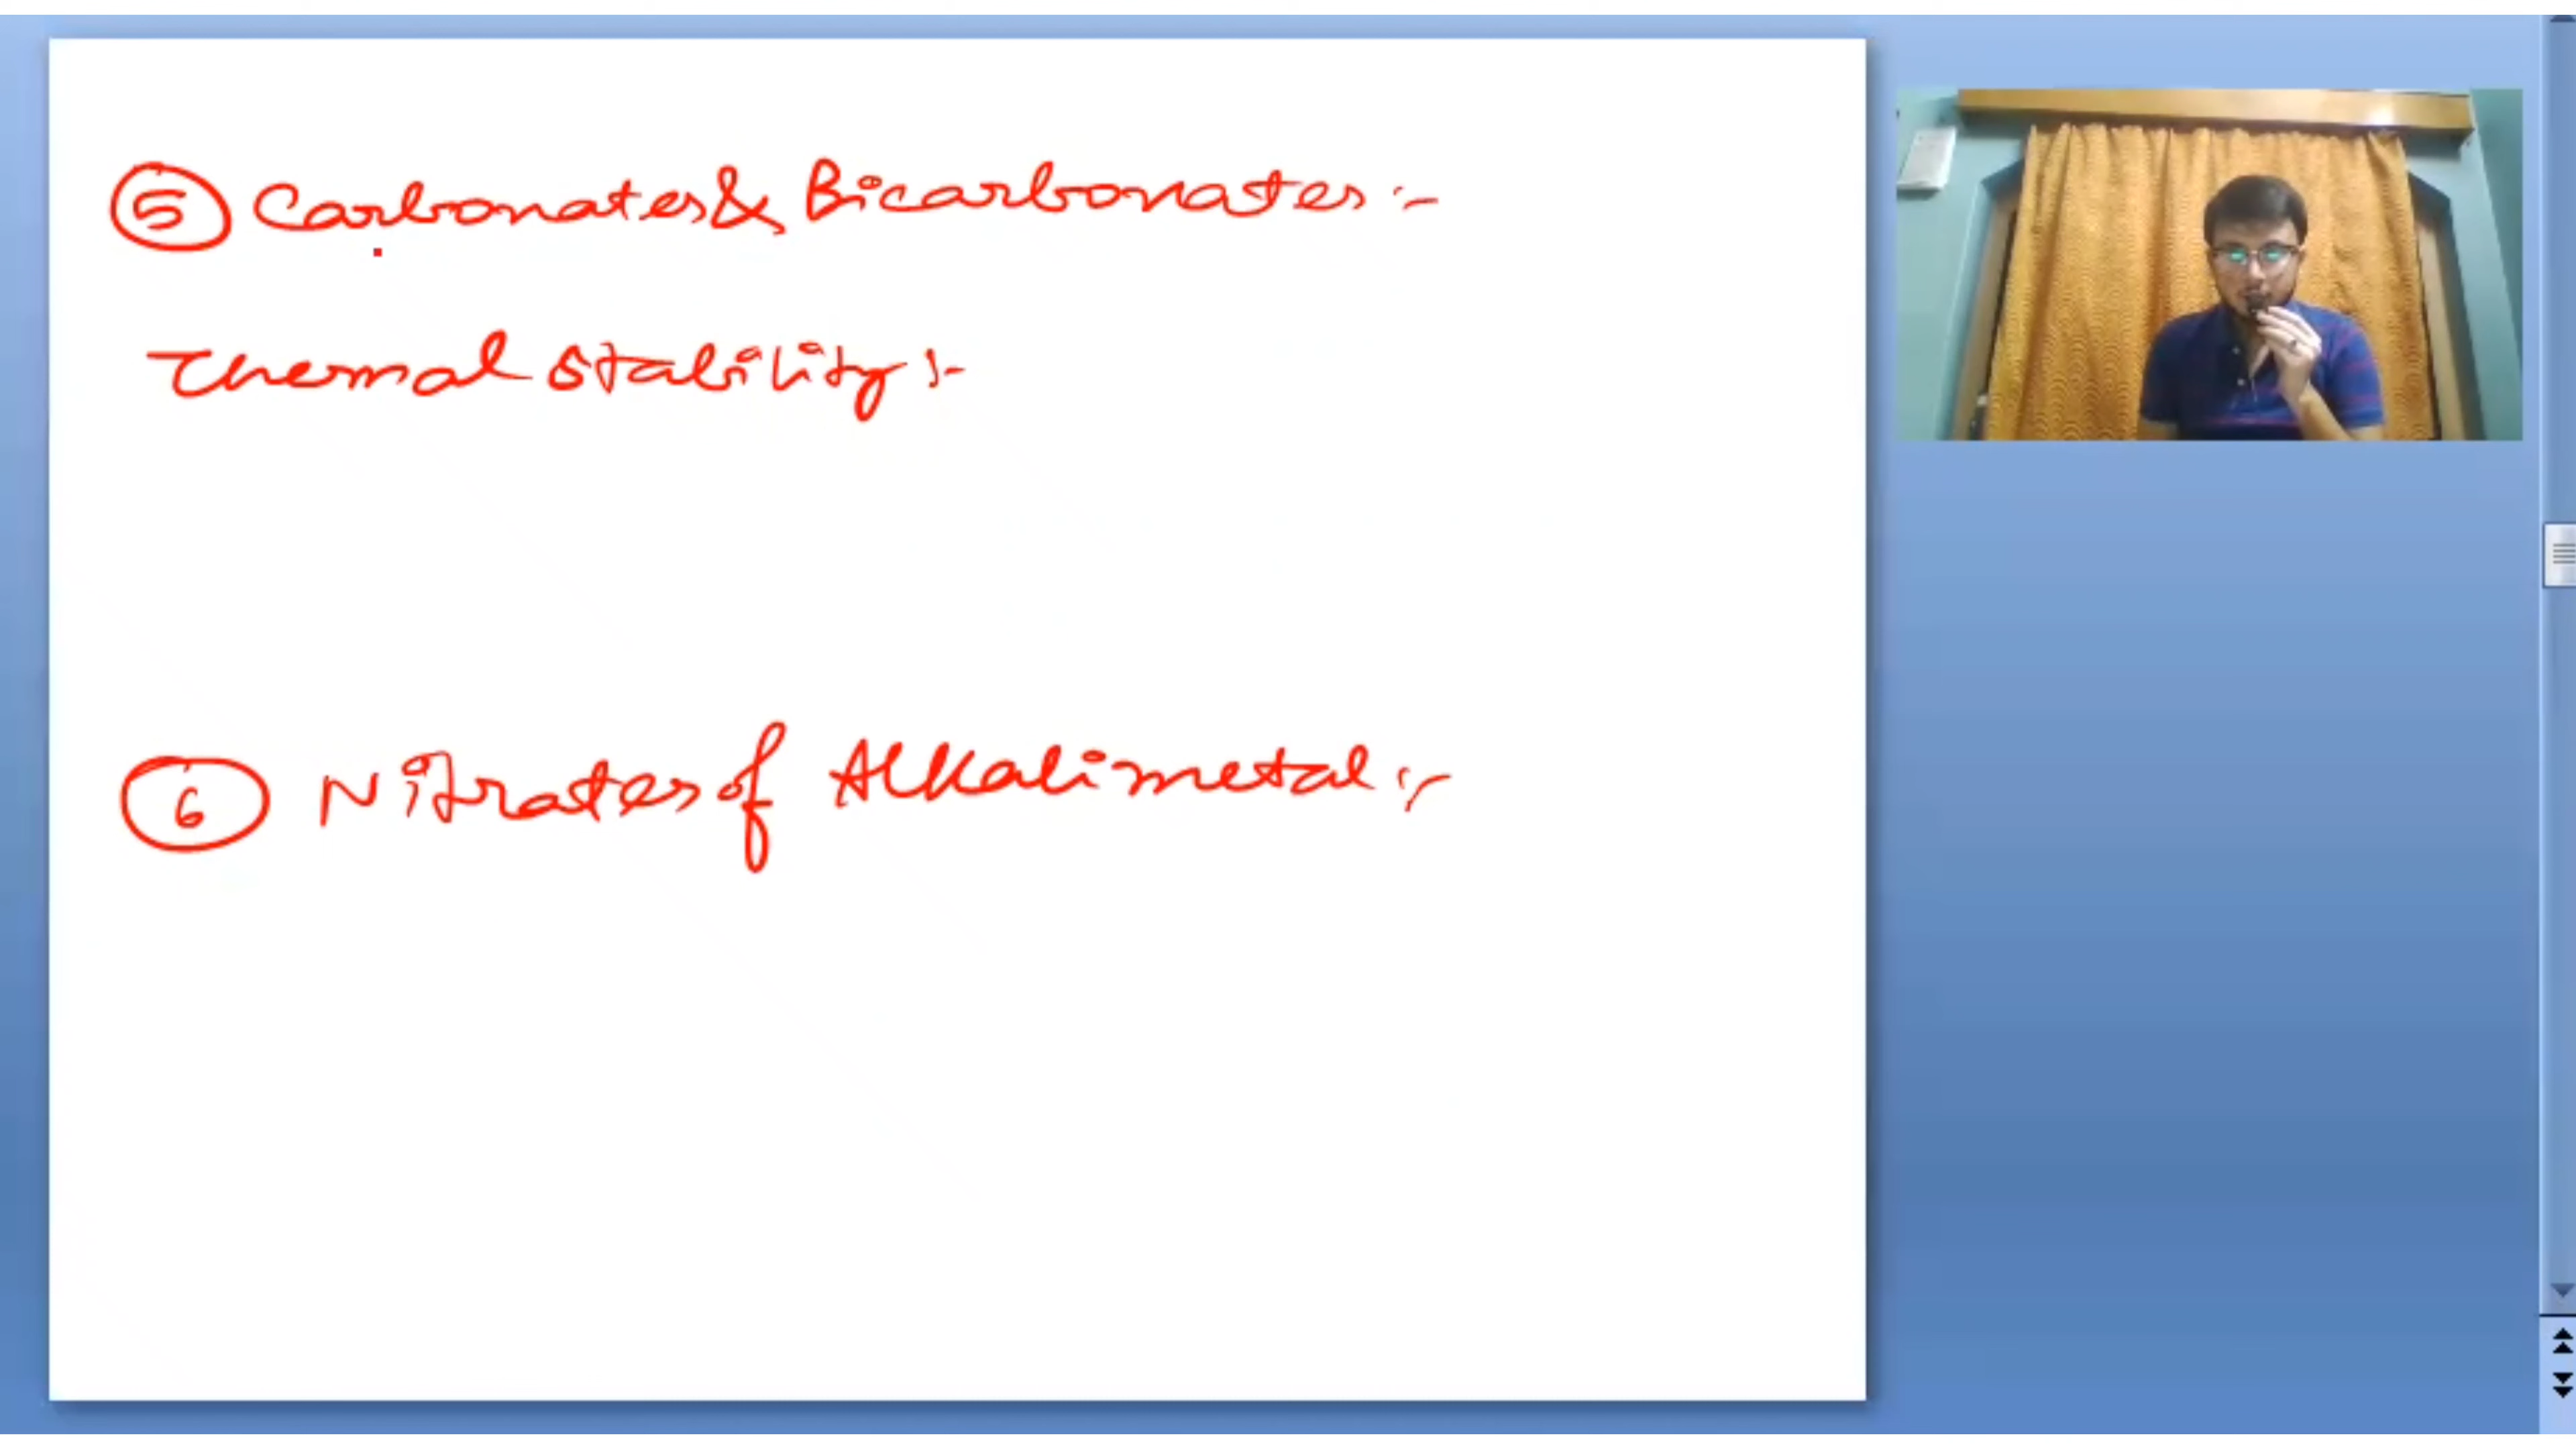 5 Carbonates & Bicarbonates :-
Thermal Stability :-
6 Nitrates of Alkali metal :-